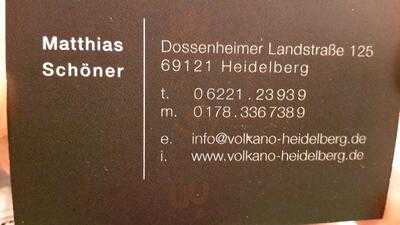 Matthias
Schöner
Dossenheimer Landstraße 125
69121 Heidelberg
t. 06221.23939
m. 0178.3367389
e. info@volkano-heidelberg.de
i. www.volkano-heidelberg.de